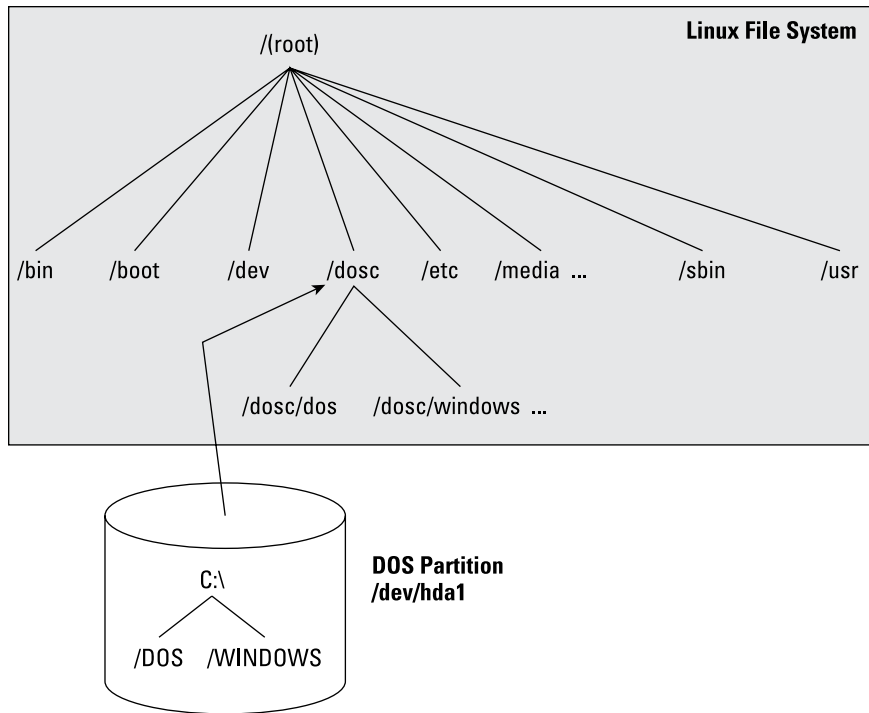 Linux File System
/(root)
/bin /boot /dev /dosc /etc /media ... /sbin /usr
/dosc/dos /dosc/windows ...
DOS Partition
/dev/hda1
C:\
/DOS /WINDOWS